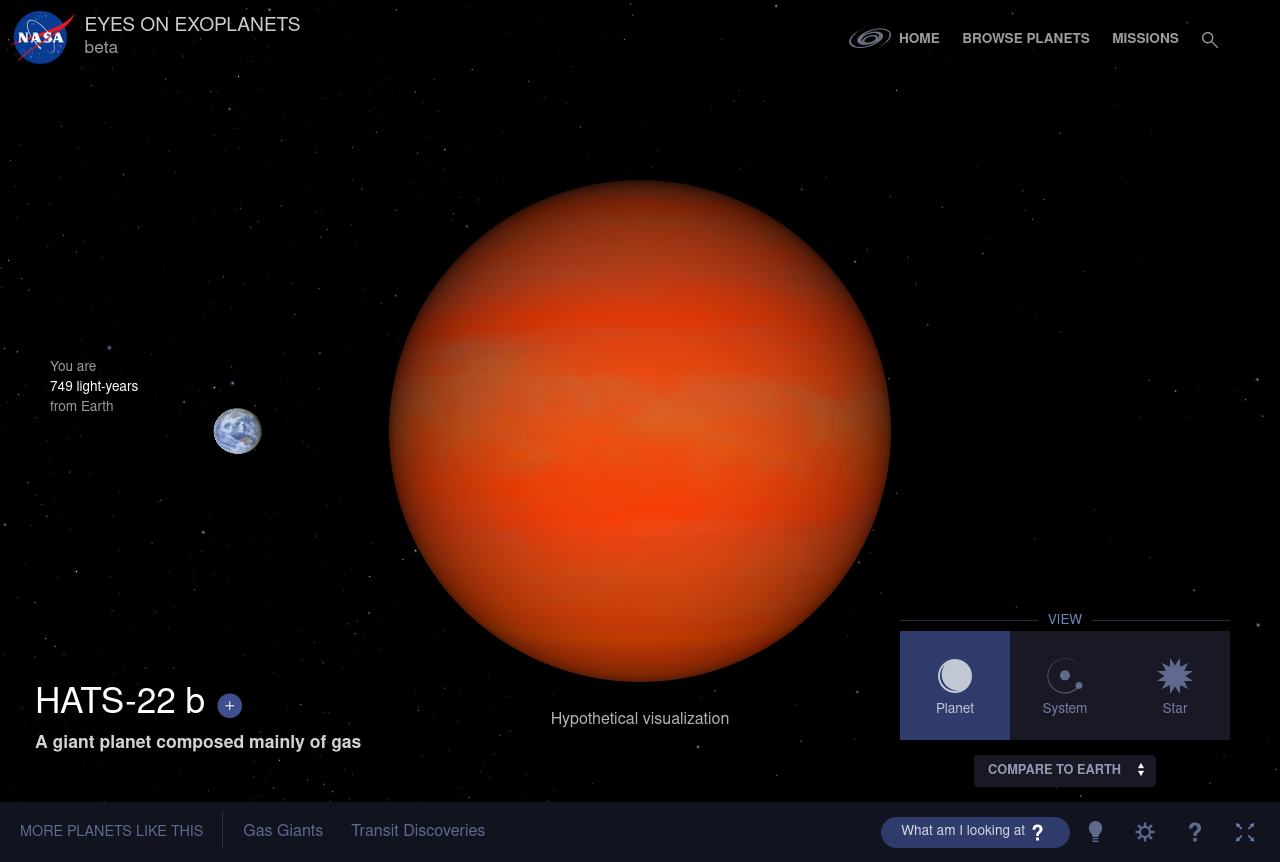 NASA
EYES ON EXOPLANETS
beta
HOME
BROWSE PLANETS
MISSIONS
You are
749 light-years
from Earth
HATS-22 b +
A giant planet composed mainly of gas
Hypothetical visualization
VIEW
Planet
System
Star
COMPARE TO EARTH
MORE PLANETS LIKE THIS
Gas Giants
Transit Discoveries
What am I looking at ?
?